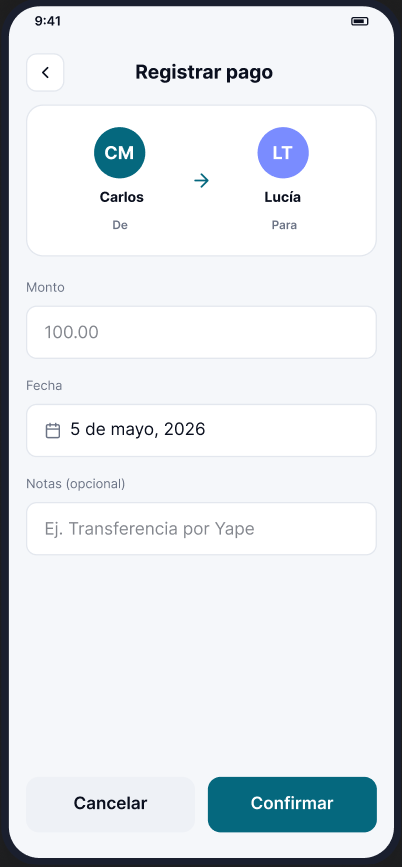 9:41
Registrar pago
CM
LT
Carlos
Lucía
De
Para
Monto
100.00
Fecha
5 de mayo, 2026
Notas (opcional)
Ej. Transferencia por Yape
Cancelar
Confirmar